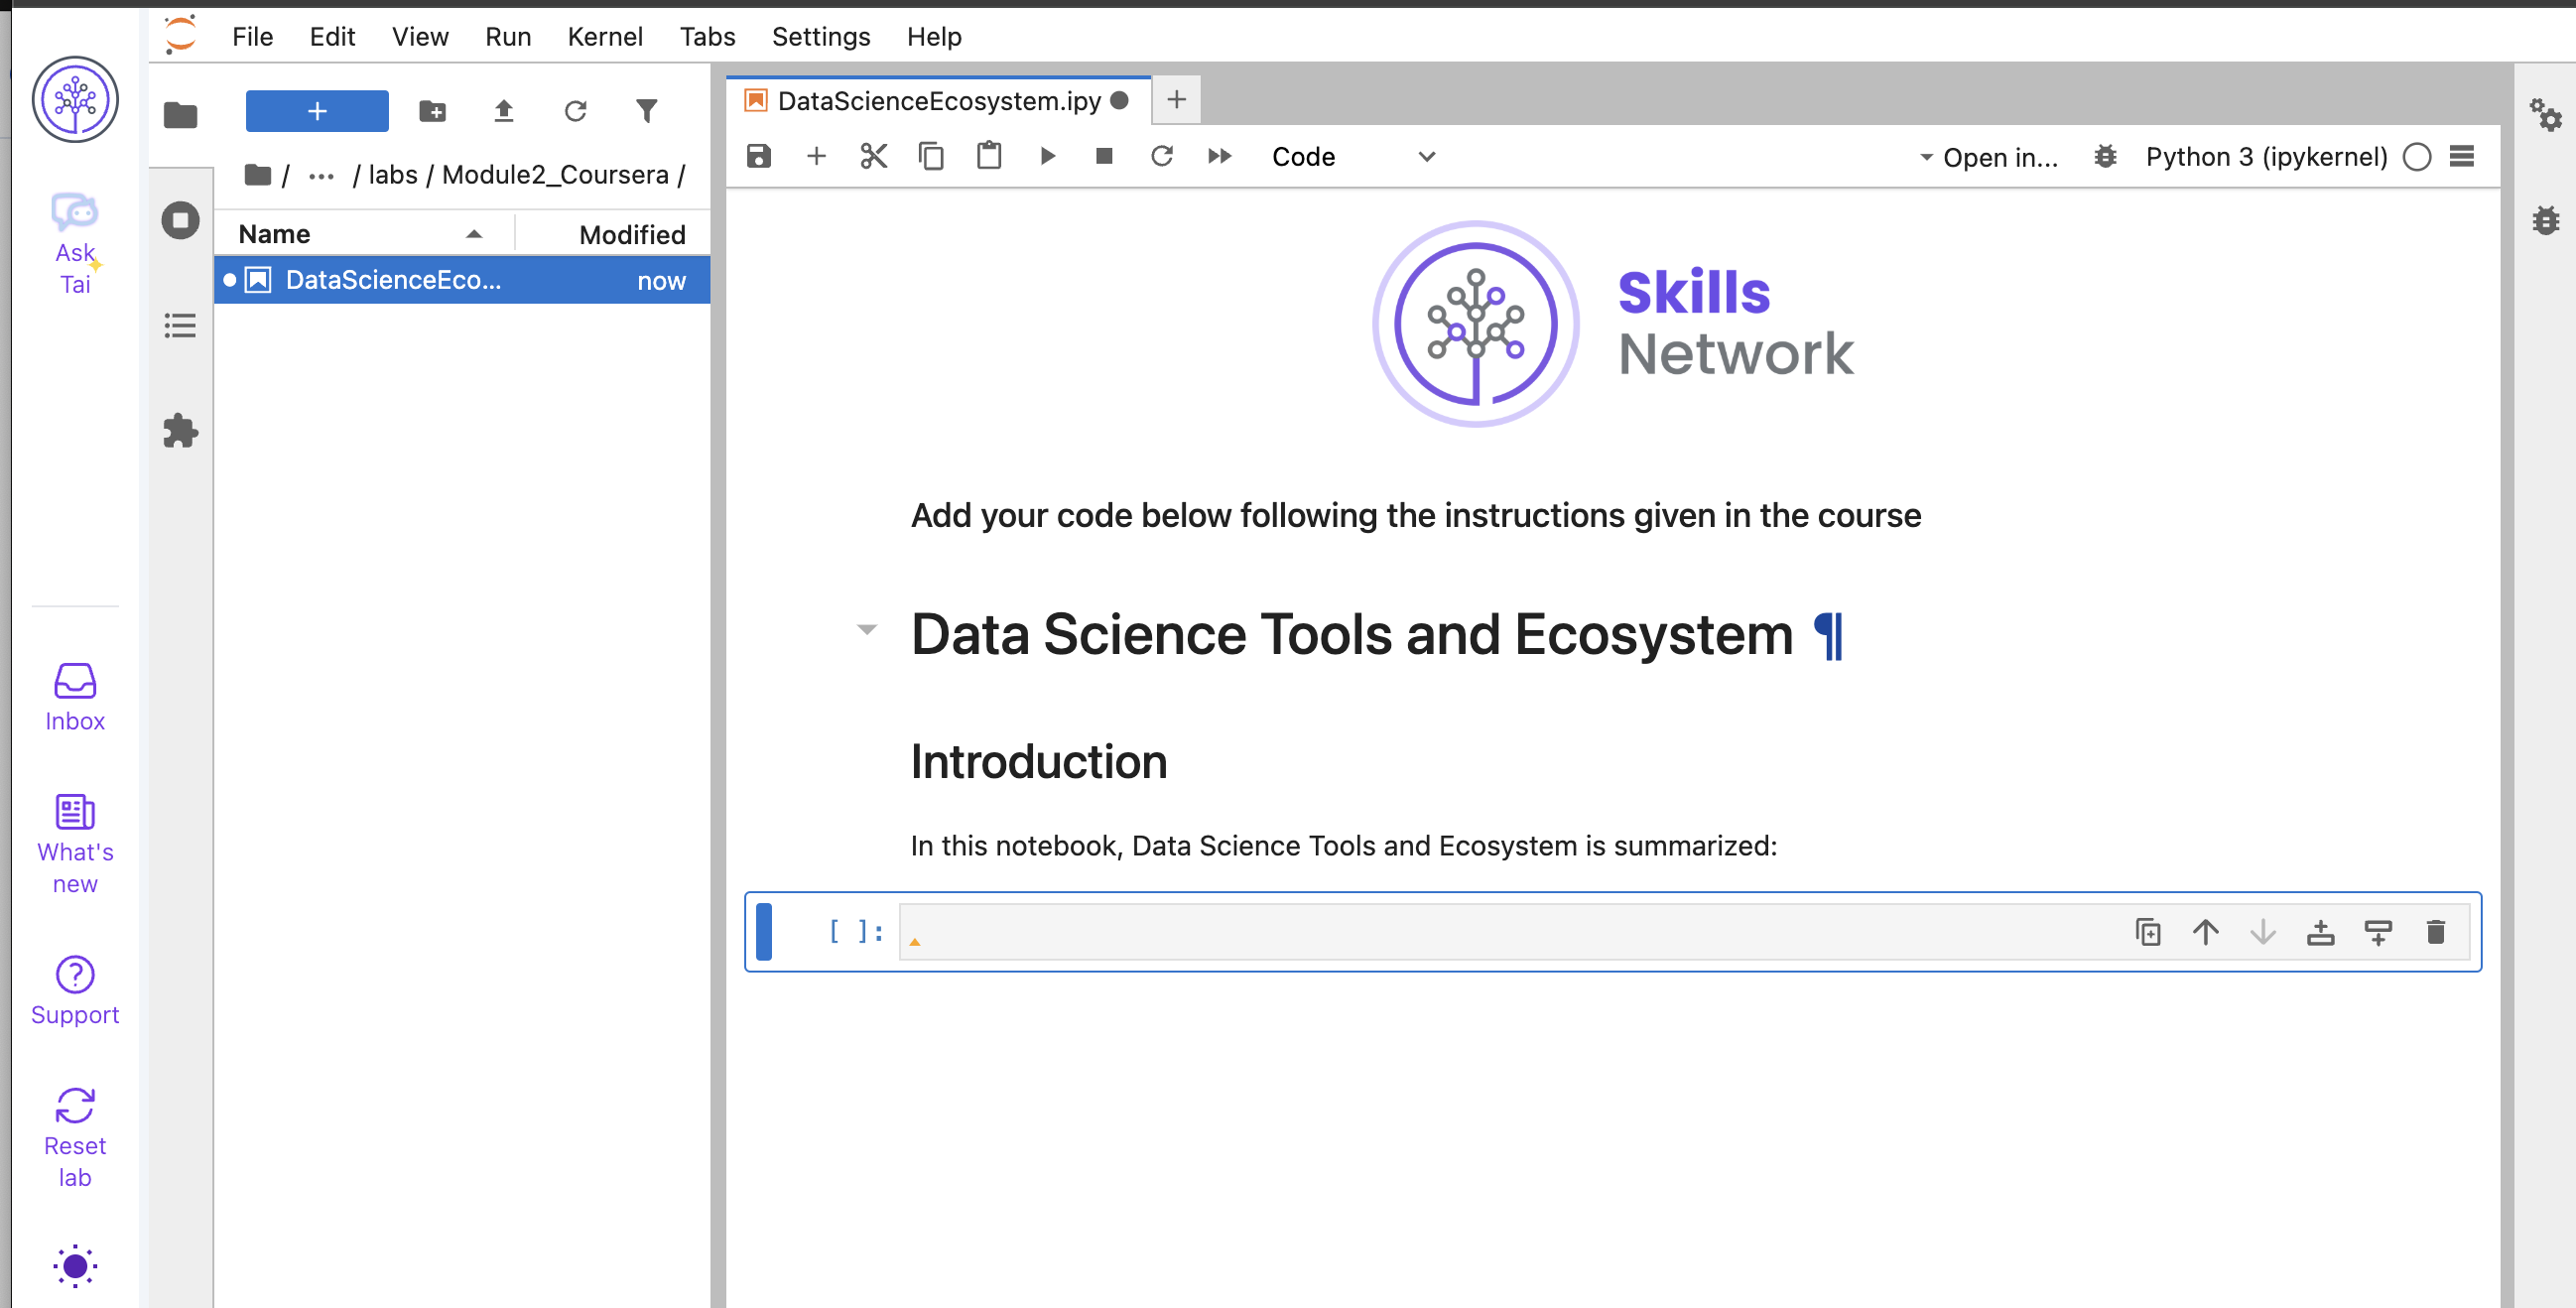 File Edit View Run Kernel Tabs Settings Help
Ask
Tai
Inbox
What's
new
Support
Reset
lab
+
/ ... / labs / Module2_Coursera /
Name Modified
DataScienceEco... now
DataScienceEcosystem.ipy
Code
Open in...
Python 3 (ipykernel)
Skills
Network
Add your code below following the instructions given in the course
Data Science Tools and Ecosystem ¶
Introduction
In this notebook, Data Science Tools and Ecosystem is summarized:
[ ]: